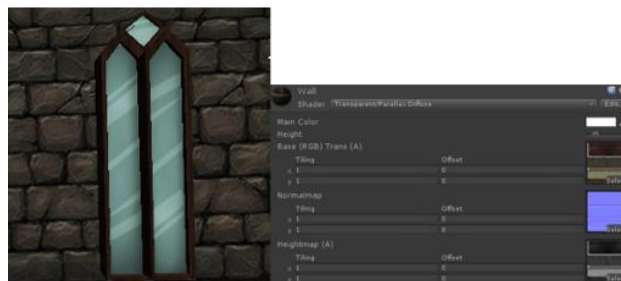 Wall
Shader Transparent/Parallax Diffuse Edit
Main Color
Height
Base (RGB) Trans (A)
Tiling Offset
x 1 0
y 1 0
Normalmap
Tiling Offset
x 1 0
y 1 0
Heightmap (A)
Tiling Offset
x 1 0
y 1 0